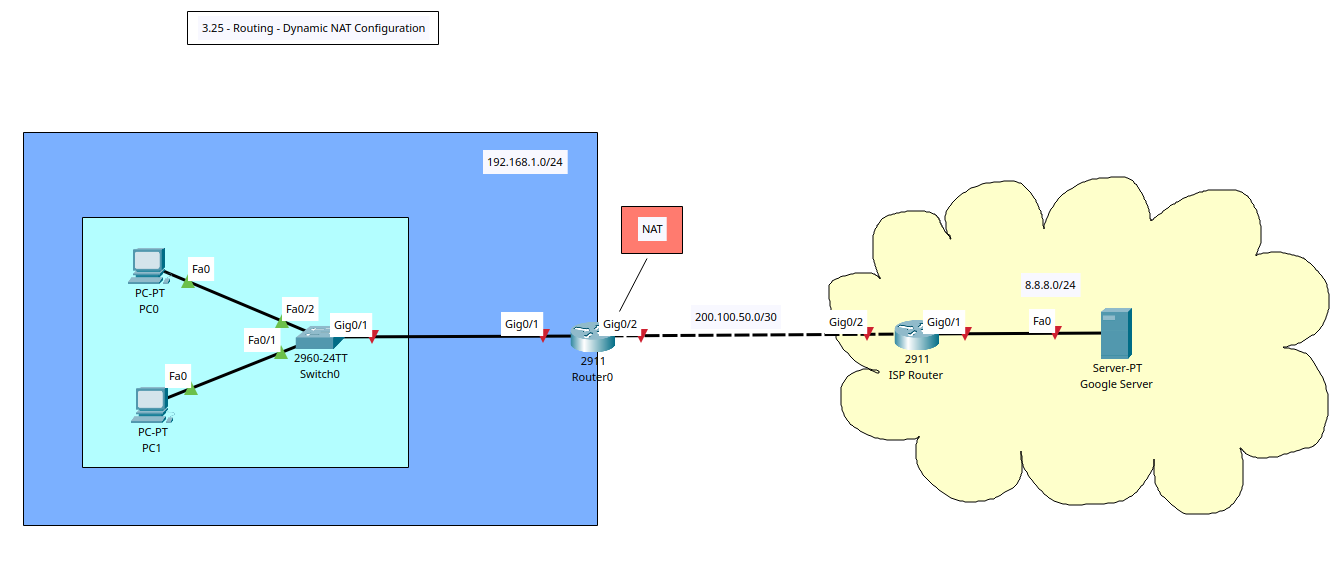 3.25 - Routing - Dynamic NAT Configuration
192.168.1.0/24
NAT
Fa0
PC-PT
PC0
Fa0/2
Gig0/1
Fa0/1
2960-24TT
Switch0
Fa0
PC-PT
PC1
Gig0/1
Gig0/2
2911
Router0
200.100.50.0/30
8.8.8.0/24
Gig0/2
Gig0/1
2911
ISP Router
Fa0
Server-PT
Google Server